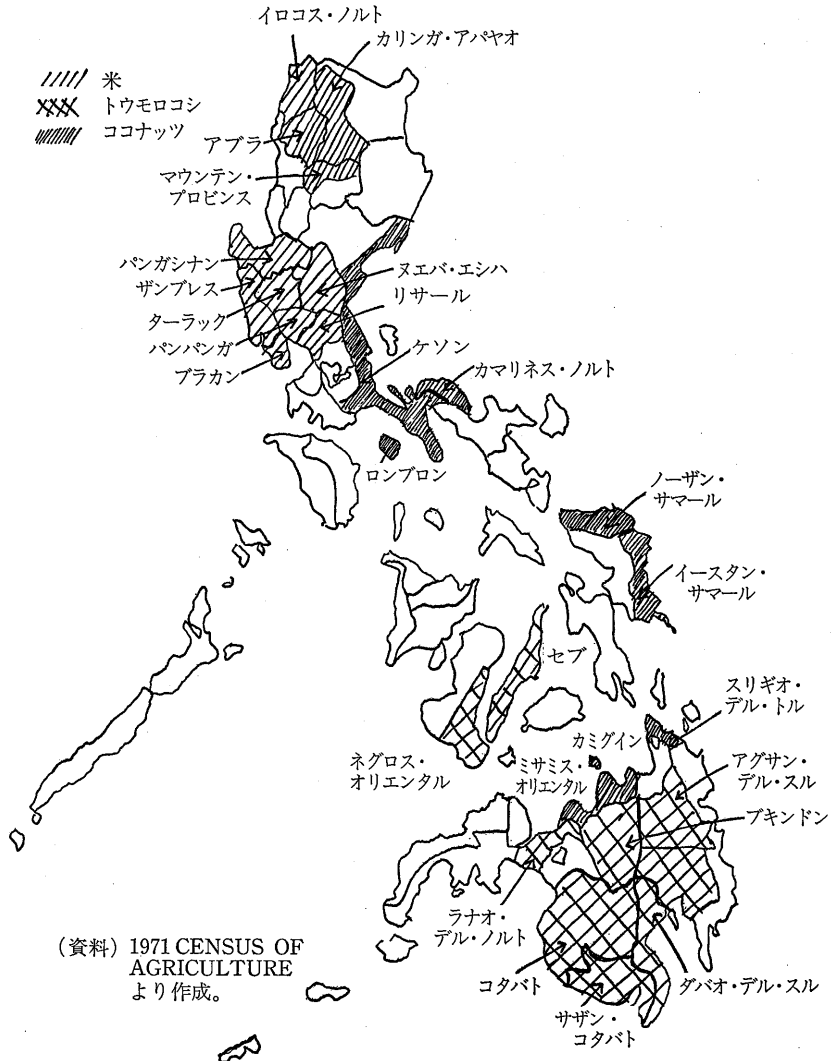 イロコス・ノルト
カリンガ・アパヤオ
米
トウモロコシ
ココナッツ
アブラ
マウンテン・
プロビンス
パンガシナン
ザンブレス
ターラック
パンパンガ
ブラカン
ヌエバ・エシハ
リサール
ケソン
カマリネス・ノルト
ロンブロン
ノーザン・
サマール
イースタン・
サマール
セブ
スリギオ・
デル・トル
カミグイン
ネグロス・
オリエンタル
ミサミス・
オリエンタル
アグサン・
デル・スル
ブキンドン
ラナオ・
デル・ノルト
コタバト
サザン・
コタバト
ダバオ・デル・スル
(資料) 1971 CENSUS OF
AGRICULTURE
より作成。